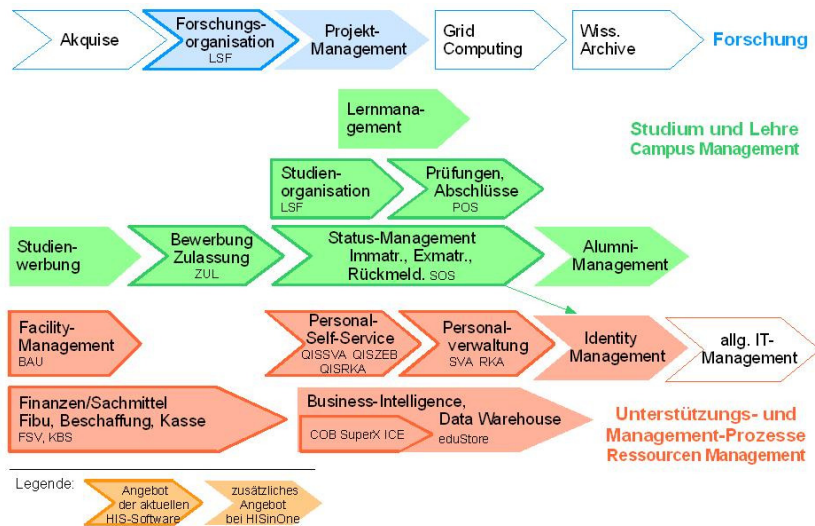 Akquise
Forschungs-
organisation
LSF
Projekt-
Management
Grid
Computing
Wiss.
Archive
Forschung
Lernmana-
gement
Studium und Lehre
Campus Management
Studien-
organisation
LSF
Prüfungen,
Abschlüsse
POS
Studien-
werbung
Bewerbung
Zulassung
ZUL
Status-Management
Immatr., Exmatr.,
Rückmeld. SOS
Alumni-
Management
Facility-
Management
BAU
Personal-
Self-Service
QISSVA QISZEB
QISRKA
Personal-
verwaltung
SVA RKA
Identity
Management
allg. IT-
Management
Finanzen/Sachmittel
Fibu, Beschaffung, Kasse
FSV, KBS
Business-Intelligence,
Data Warehouse
COB SuperX ICE
eduStore
Unterstützungs- und
Management-Prozesse
Ressourcen Management
Legende:
Angebot
der aktuellen
HIS-Software
zusätzliches
Angebot
bei HISinOne